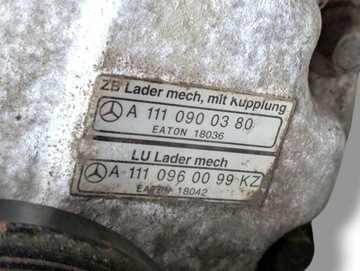 ZB Lader mech, mit Kupplung
A 111 090 03 80
EATON 18036
LU Lader mech
A 111 096 00 99 KZ
EATON 18042